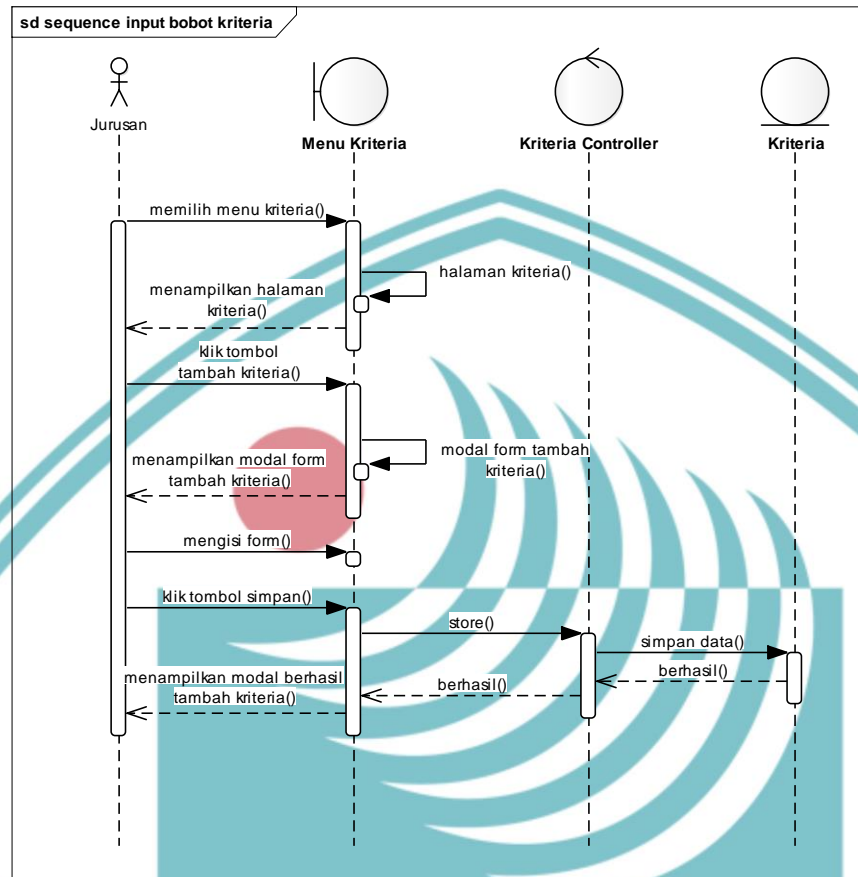 sd sequence input bobot kriteria
Jurusan
Menu Kriteria
Kriteria Controller
Kriteria
memilih menu kriteria()
halaman kriteria()
menampilkan halaman
kriteria()
klik tombol
tambah kriteria()
modal form tambah
kriteria()
menampilkan modal form
tambah kriteria()
mengisi form()
klik tombol simpan()
store()
simpan data()
berhasil()
berhasil()
menampilkan modal berhasil
tambah kriteria()